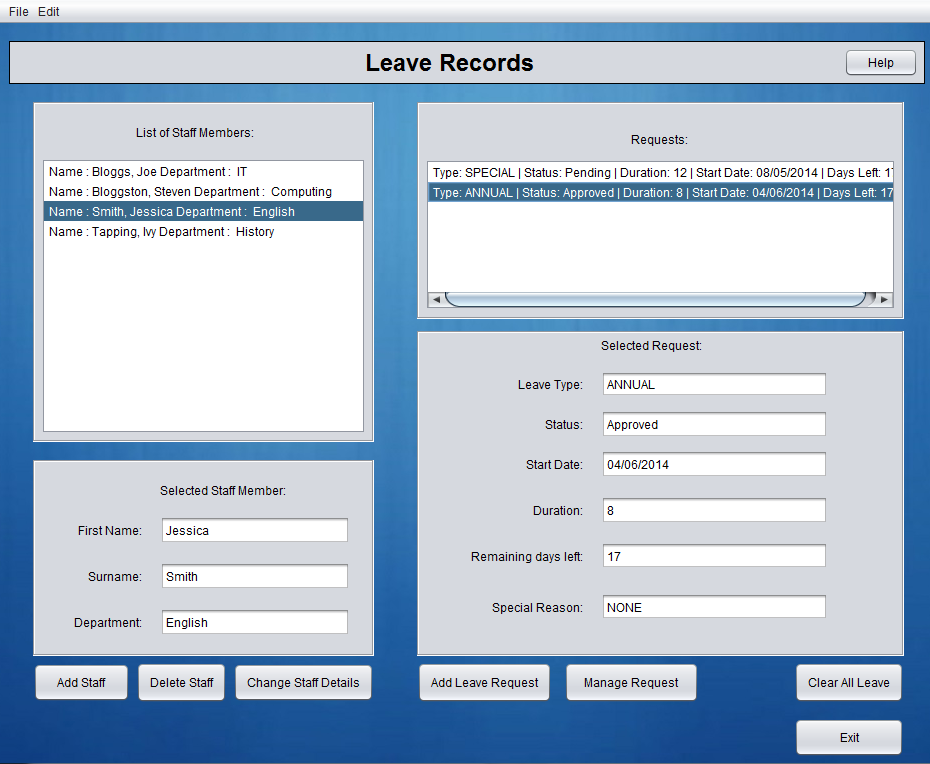 File Edit
Leave Records
Help
List of Staff Members:
Name : Bloggs, Joe Department : IT
Name : Bloggston, Steven Department : Computing
Name : Smith, Jessica Department : English
Name : Tapping, Ivy Department : History
Selected Staff Member:
First Name: Jessica
Surname: Smith
Department: English
Add Staff Delete Staff Change Staff Details
Requests:
Type: SPECIAL | Status: Pending | Duration: 12 | Start Date: 08/05/2014 | Days Left: 17
Type: ANNUAL | Status: Approved | Duration: 8 | Start Date: 04/06/2014 | Days Left: 17
Selected Request:
Leave Type: ANNUAL
Status: Approved
Start Date: 04/06/2014
Duration: 8
Remaining days left: 17
Special Reason: NONE
Add Leave Request Manage Request Clear All Leave
Exit